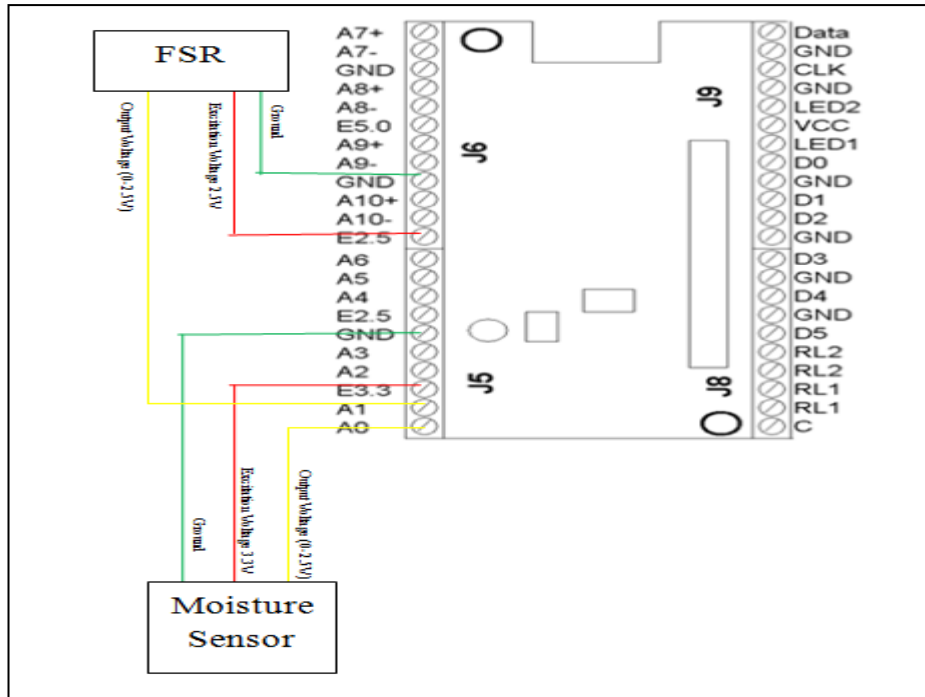 FSR
Output Voltage (0-2.5V)
Excitation Voltage 2.5V
Ground
A7+
A7-
GND
A8+
A8-
E5.0
A9+
A9-
GND
A10+
A10-
E2.5
A6
A5
A4
E2.5
GND
A3
A2
E3.3
A1
A0
J6
J5
J9
J8
Data
GND
CLK
GND
LED2
VCC
LED1
D0
GND
D1
D2
GND
D3
GND
D4
GND
D5
RL2
RL2
RL1
RL1
C
Ground
Excitation Voltage 3.3V
Output Voltage (0-2.5V)
Moisture
Sensor